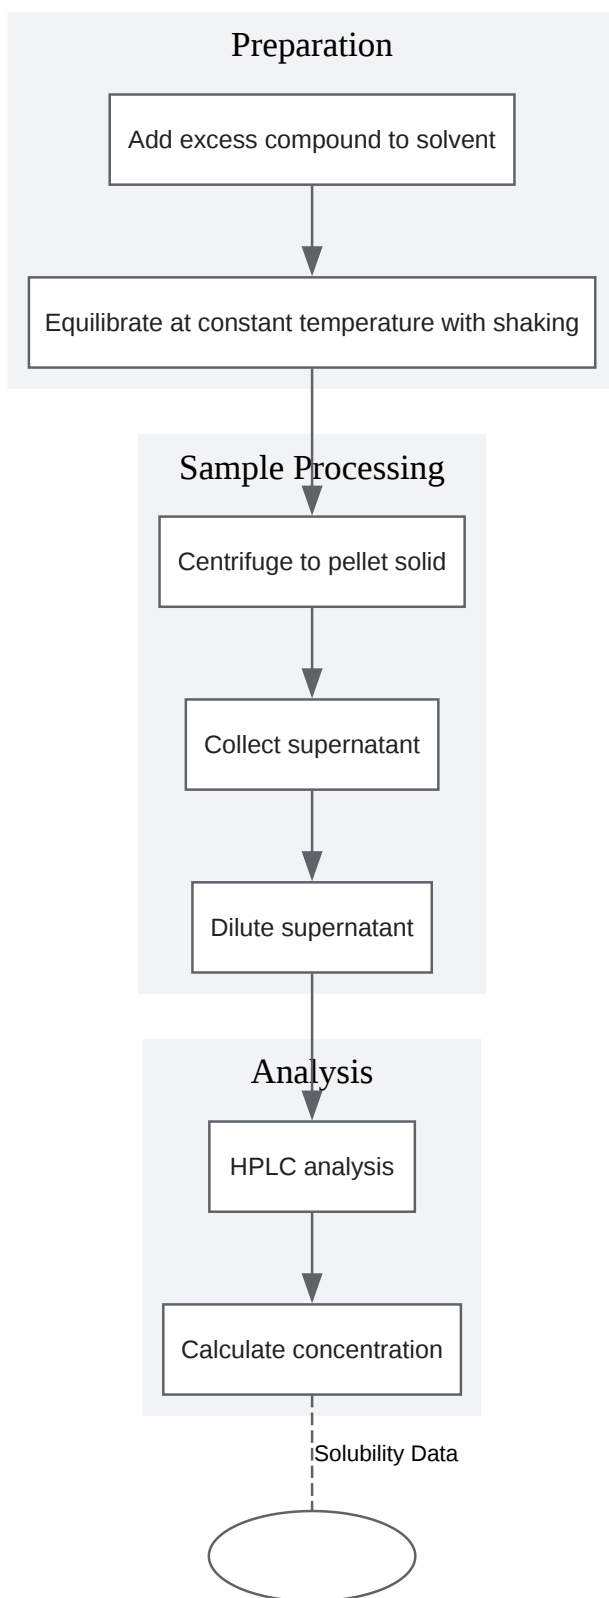 Preparation
Add excess compound to solvent
Equilibrate at constant temperature with shaking
Sample Processing
Centrifuge to pellet solid
Collect supernatant
Dilute supernatant
Analysis
HPLC analysis
Calculate concentration
Solubility Data